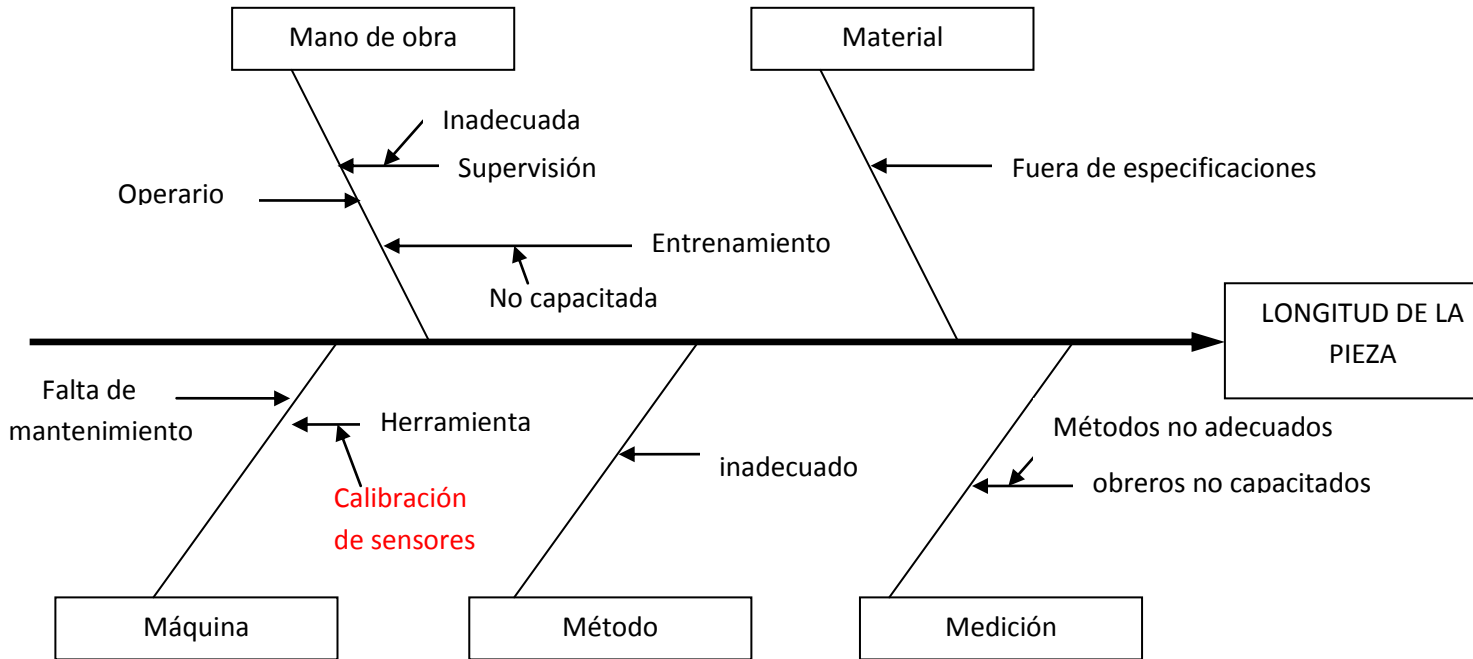 Mano de obra
Material
Inadecuada
Supervisión
Fuera de especificaciones
Operario
Entrenamiento
No capacitada
LONGITUD DE LA
PIEZA
Falta de
mantenimiento
Herramienta
Métodos no adecuados
inadecuado
obreros no capacitados
Calibración
de sensores
Máquina
Método
Medición